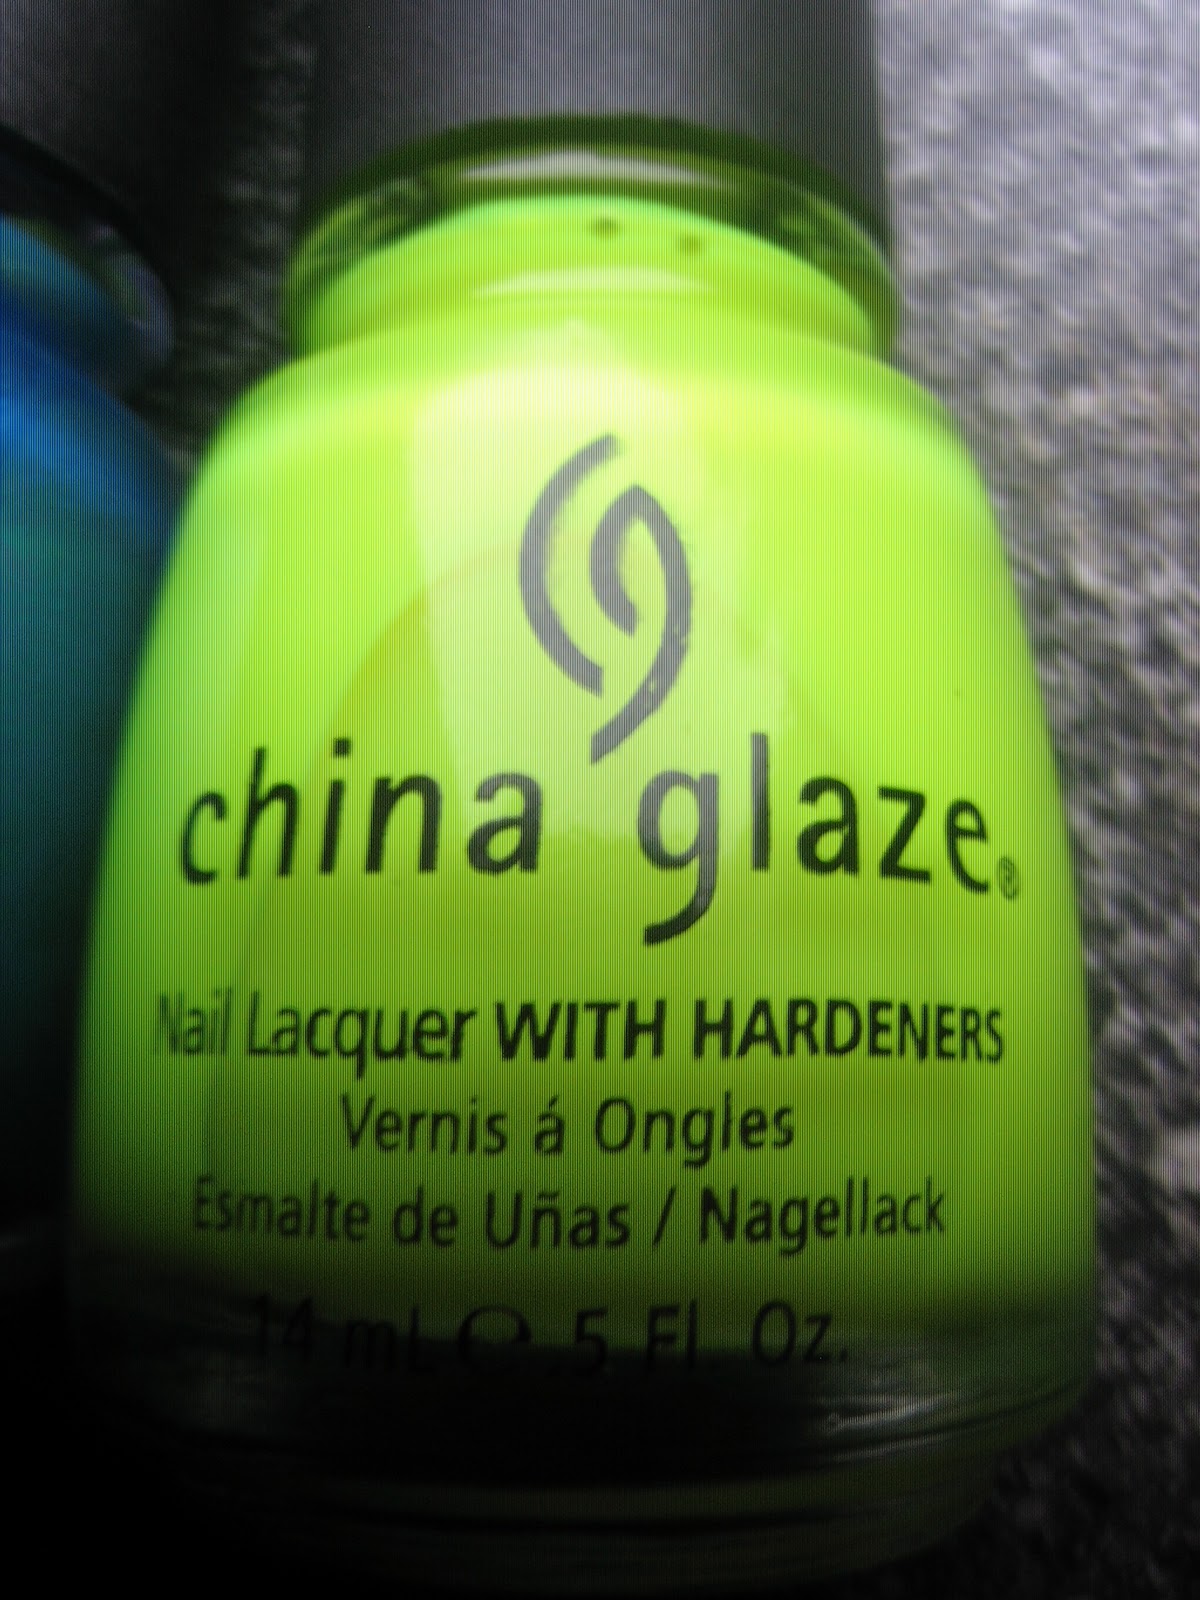 china glaze®
Nail Lacquer WITH HARDENERS
Vernis á Ongles
Esmalte de Uñas / Nagellack
14 mL ℮ .5 Fl. Oz.